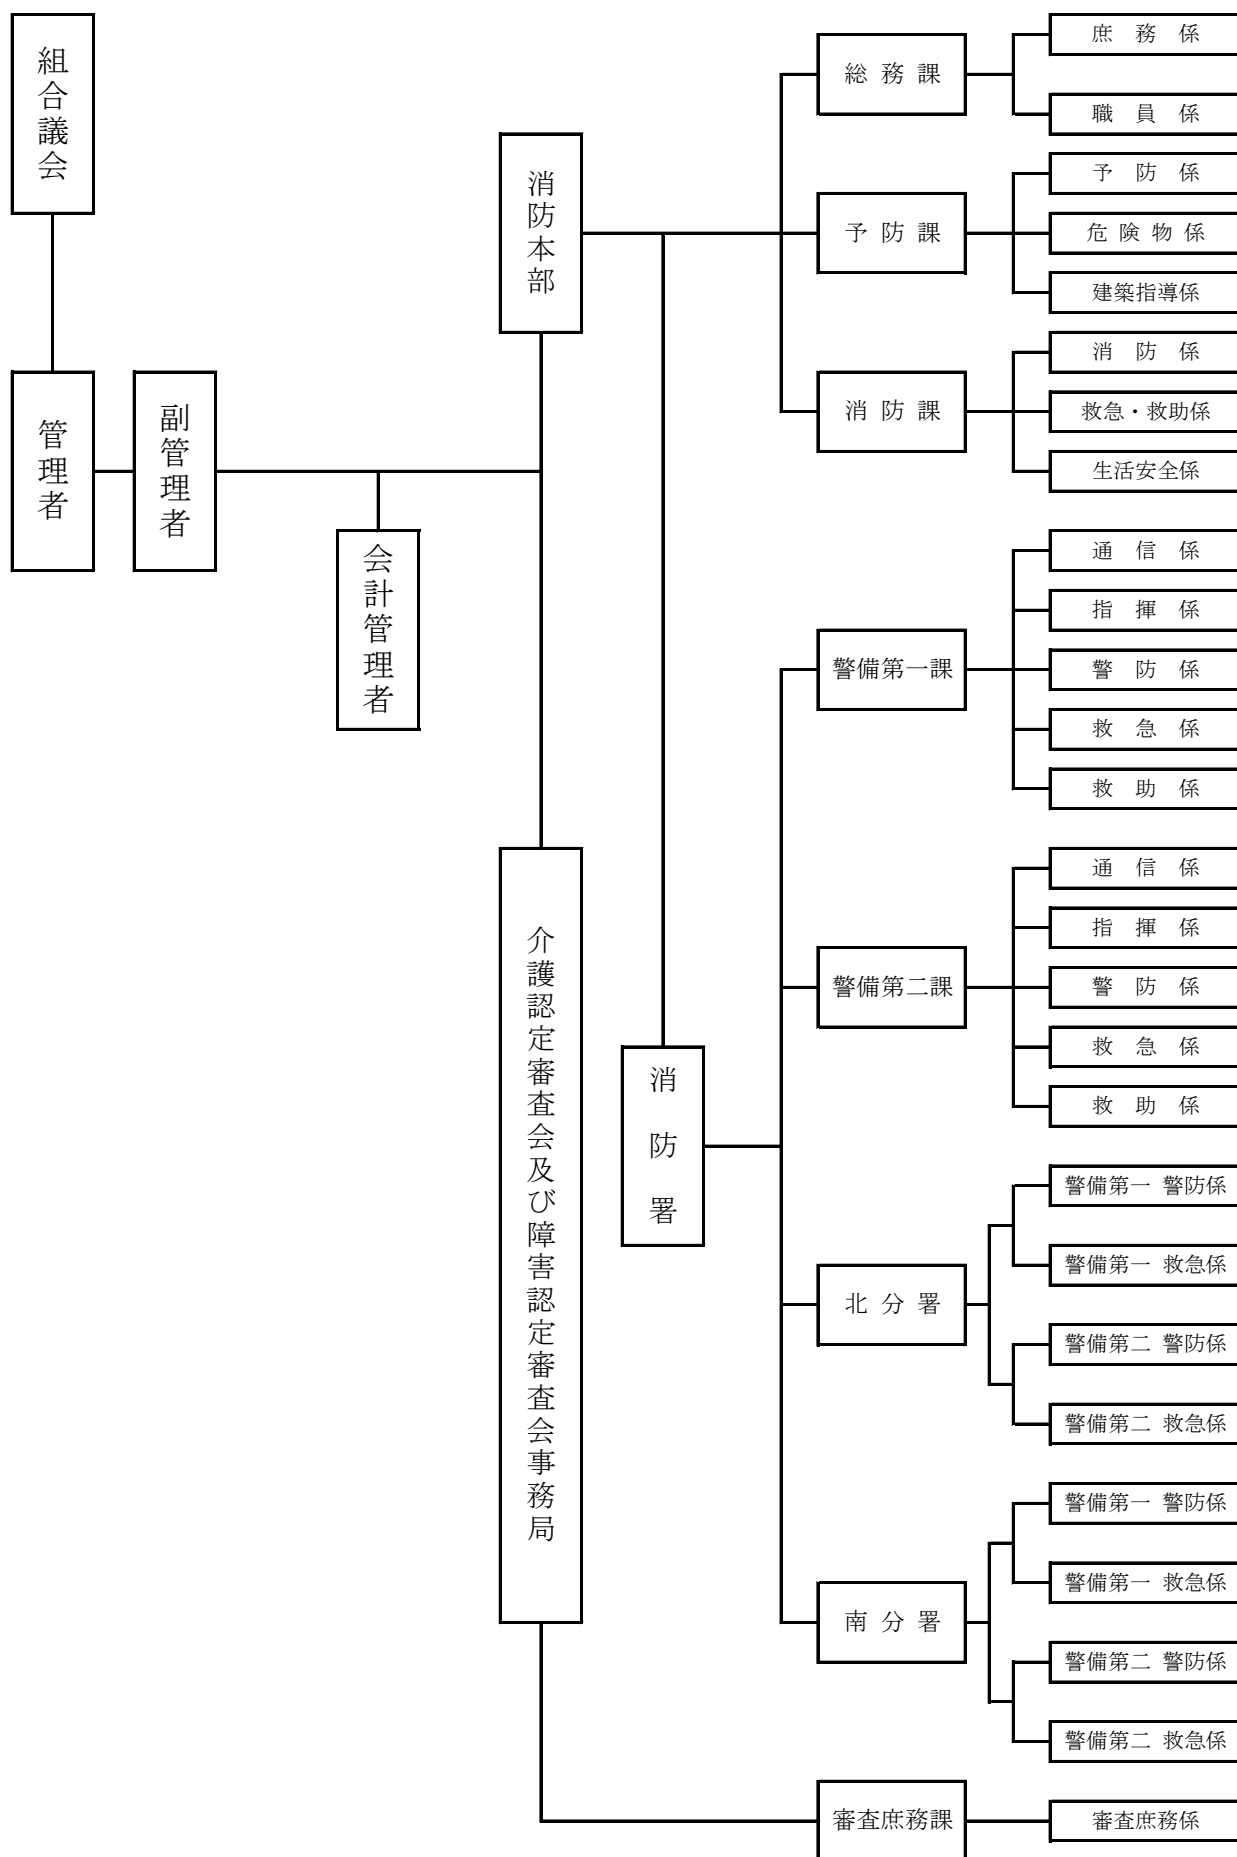 組合議会
管理者
副管理者
会計管理者
消防本部
総務課
庶務係
職員係
予防課
予防係
危険物係
建築指導係
消防課
消防係
救急・救助係
生活安全係
消防署
警備第一課
通信係
指揮係
警防係
救急係
救助係
警備第二課
通信係
指揮係
警防係
救急係
救助係
北分署
警備第一 警防係
警備第一 救急係
警備第二 警防係
警備第二 救急係
南分署
警備第一 警防係
警備第一 救急係
警備第二 警防係
警備第二 救急係
介護認定審査会及び障害認定審査会事務局
審査庶務課
審査庶務係